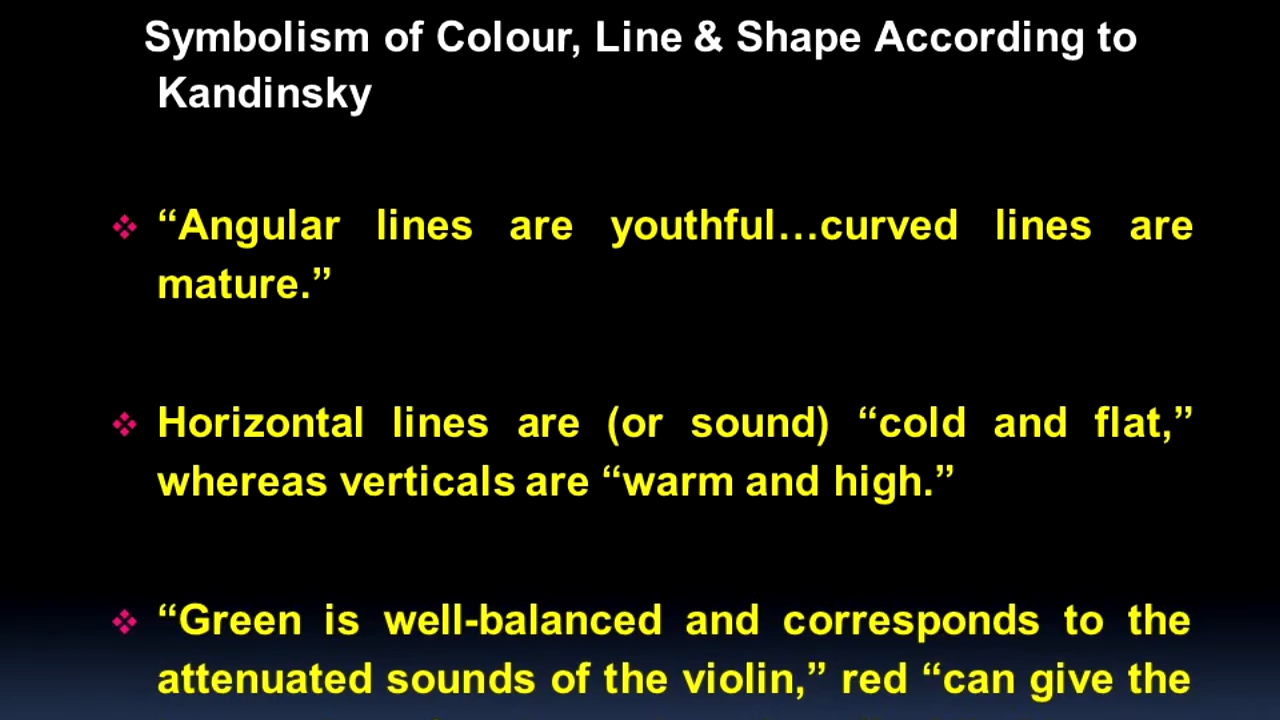 Symbolism of Colour, Line & Shape According to
Kandinsky
❖ “Angular lines are youthful…curved lines are
mature.”
❖ Horizontal lines are (or sound) “cold and flat,”
whereas verticals are “warm and high.”
❖ “Green is well-balanced and corresponds to the
attenuated sounds of the violin,” red “can give the